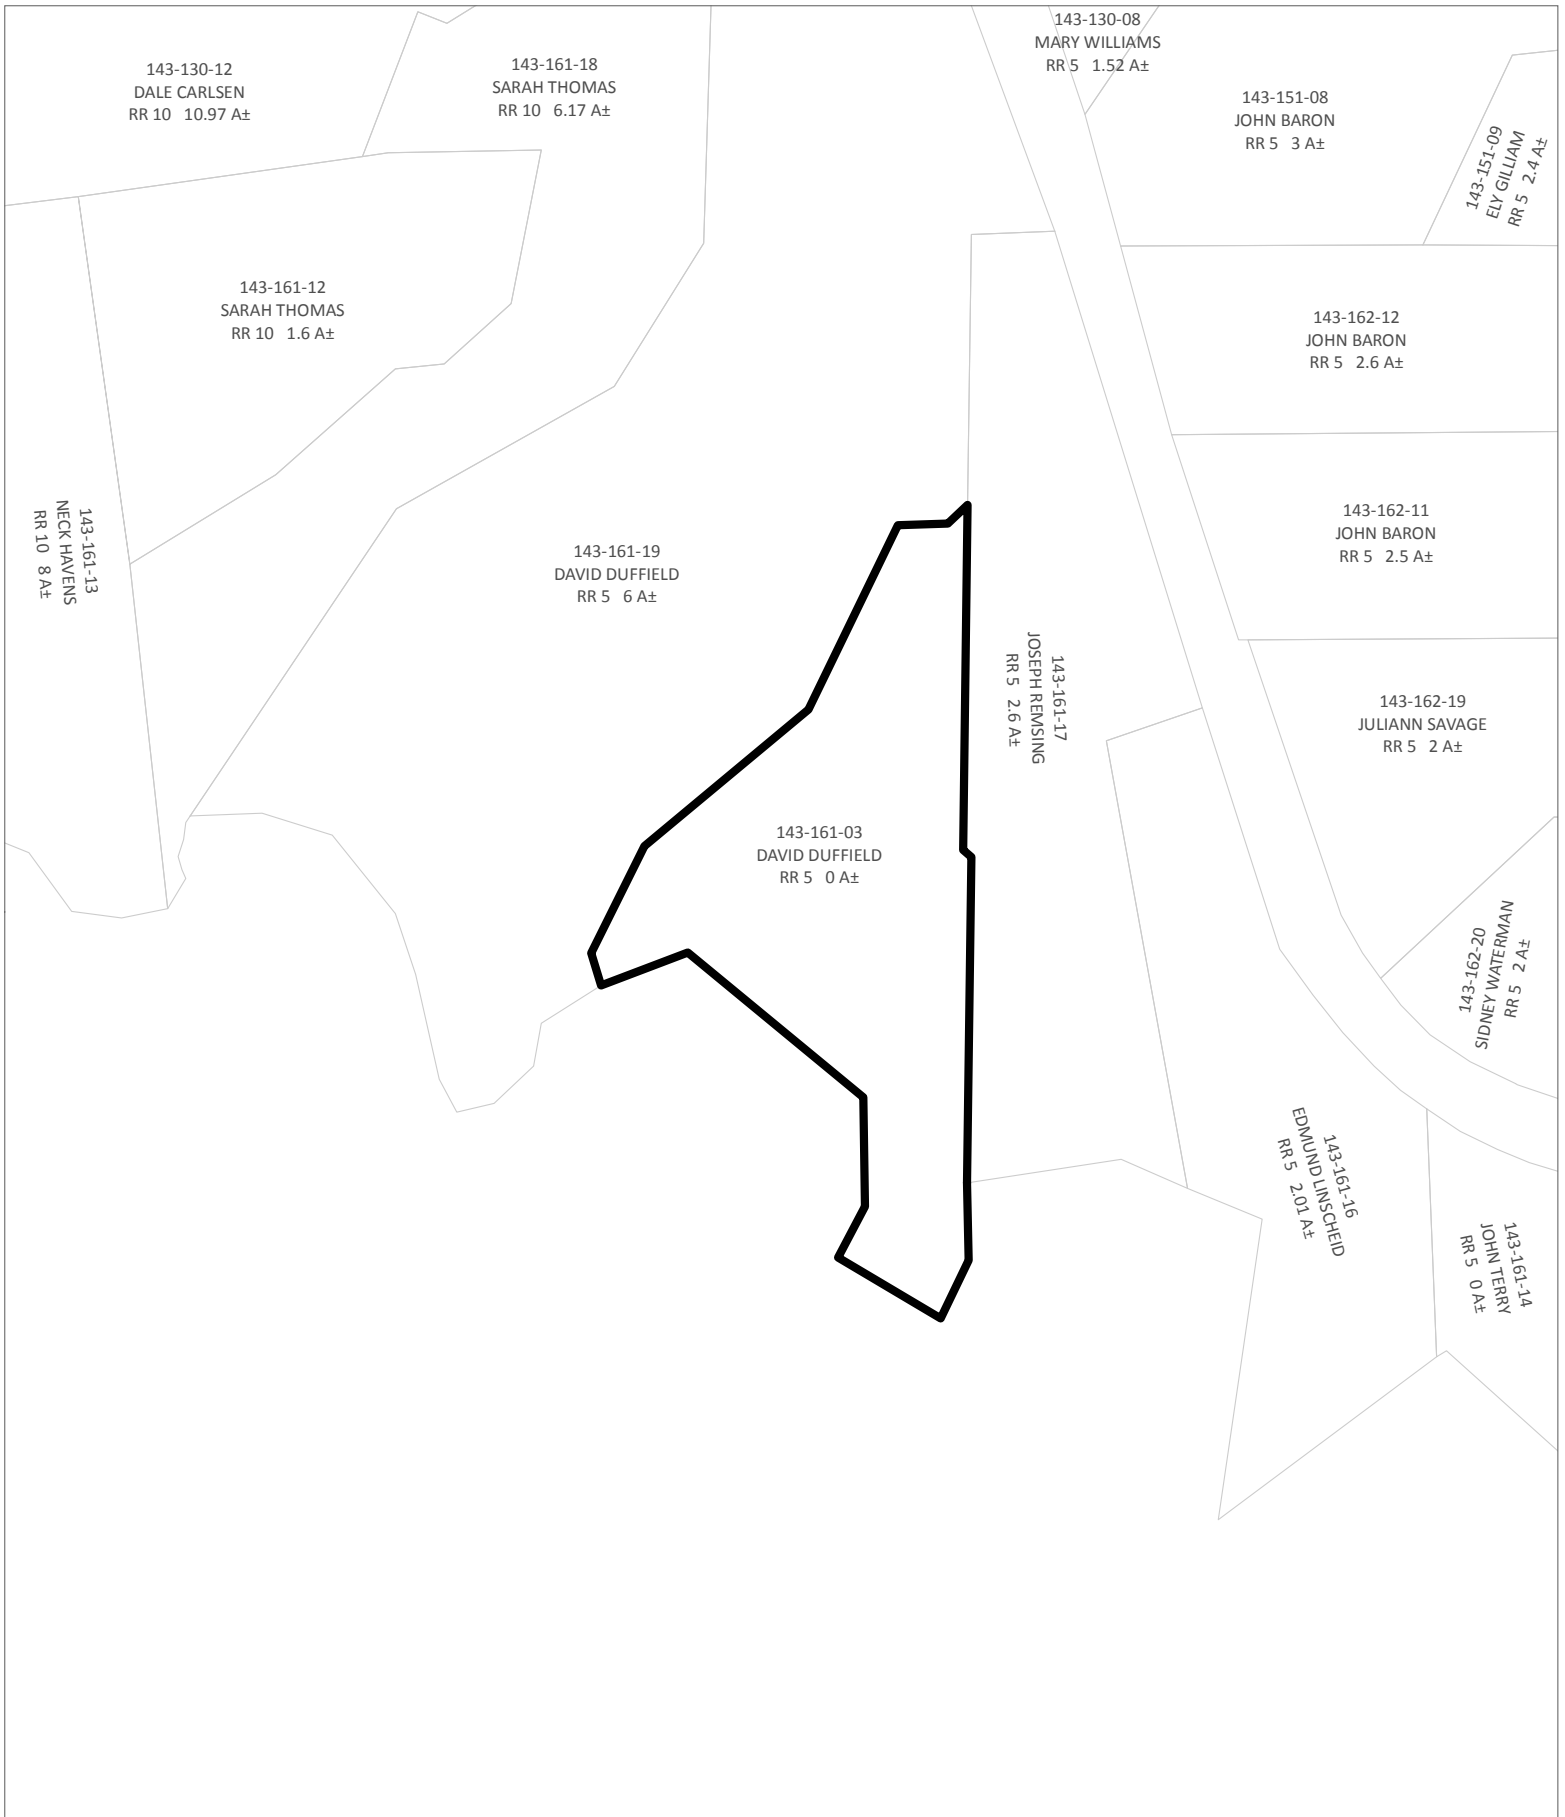 143-130-08
MARY WILLIAMS
RR 5 1.52 A±
143-130-12
DALE CARLSEN
RR 10 10.97 A±
143-161-18
SARAH THOMAS
RR 10 6.17 A±
143-151-08
JOHN BARON
RR 5 3 A±
143-151-09
ELY GILLIAM
RR 5 2.4 A±
143-161-12
SARAH THOMAS
RR 10 1.6 A±
143-162-12
JOHN BARON
RR 5 2.6 A±
143-161-13
NECK HAVENS
RR 10 8 A±
143-161-19
DAVID DUFFIELD
RR 5 6 A±
143-162-11
JOHN BARON
RR 5 2.5 A±
143-161-17
JOSEPH REMSING
RR 5 2.6 A±
143-162-19
JULIANN SAVAGE
RR 5 2 A±
143-161-03
DAVID DUFFIELD
RR 5 0 A±
143-162-20
SIDNEY WATERMAN
RR 5 2 A±
143-161-16
EDMUND LINSCHEID
RR 5 2.01 A±
143-161-14
JOHN TERRY
RR 5 0 A±